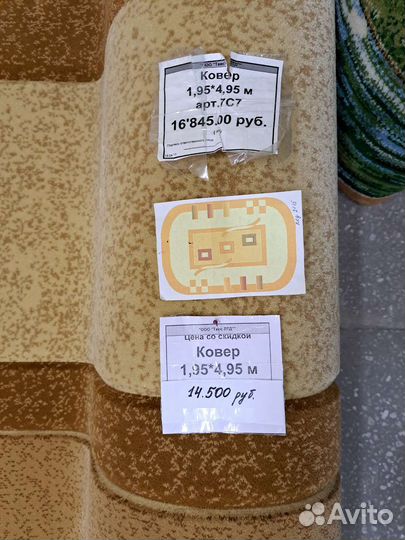 Ковер
1,95*4,95 м
арт.7С7
16'845.00 руб.
Цена со скидкой
Ковер
1,95*4,95 м
14.500 руб.
Avito